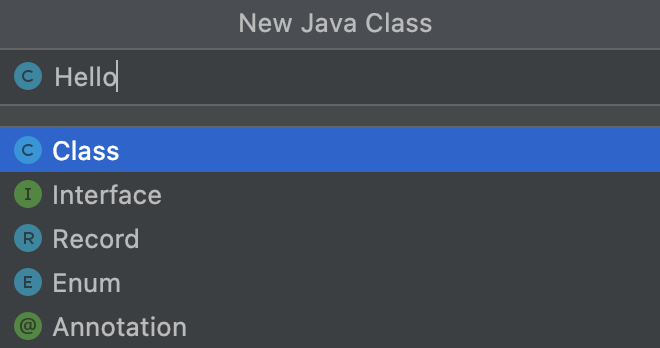 New Java Class
C Hello
C Class
I Interface
R Record
E Enum
@ Annotation